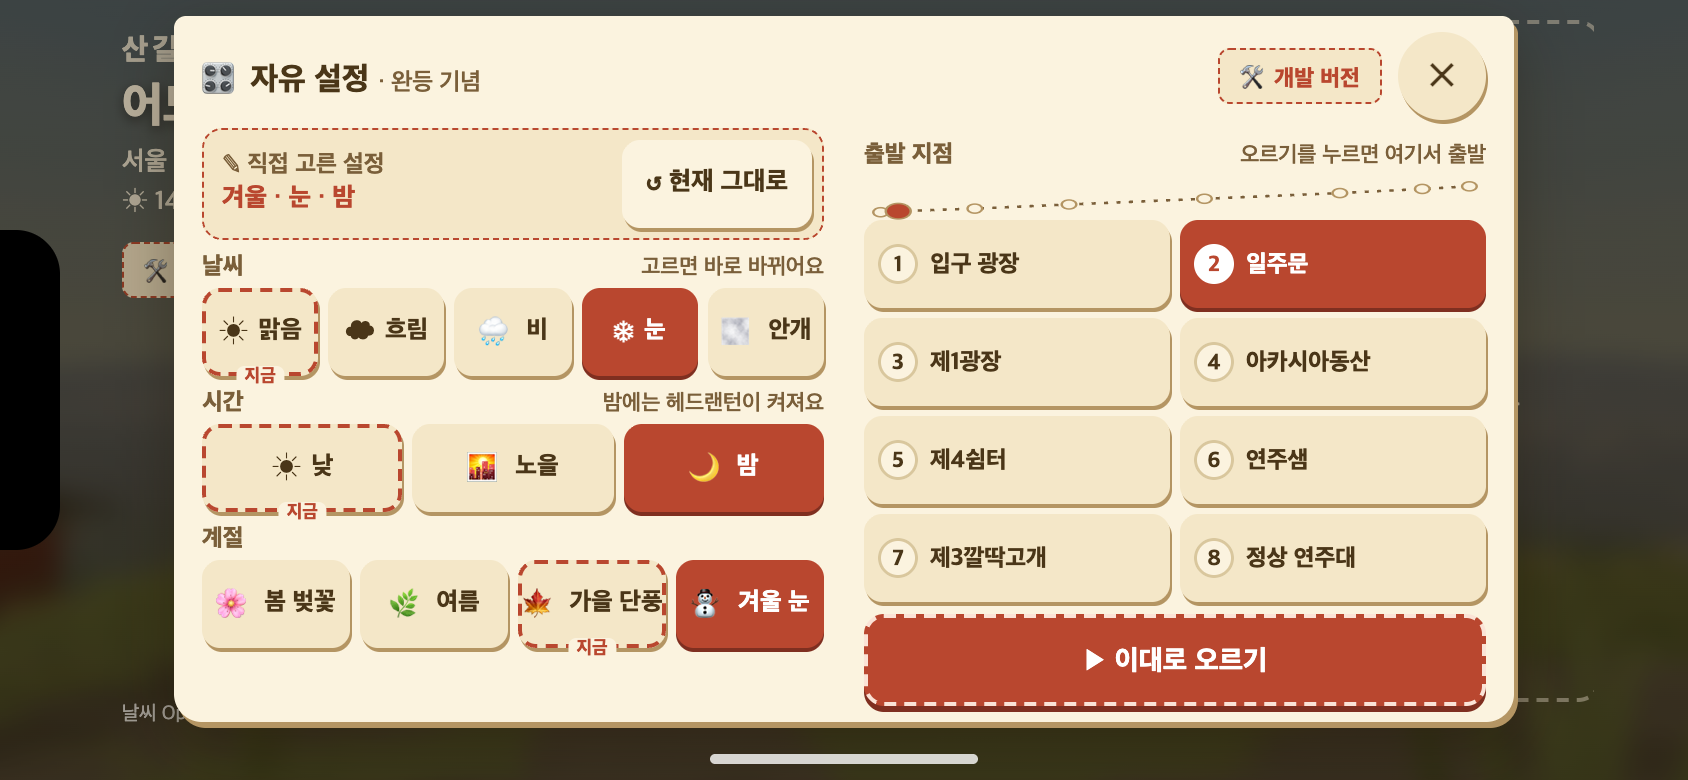 산길
어
서울
☀ 14
🛠
날씨 Op
🎛 자유 설정 · 완등 기념
🛠 개발 버전
✕
✎ 직접 고른 설정
겨울 · 눈 · 밤
↺ 현재 그대로
날씨 고르면 바로 바뀌어요
☀ 맑음
☁ 흐림
🌧 비
❄ 눈
🌫 안개
지금
시간 밤에는 헤드랜턴이 켜져요
☀ 낮
🌇 노을
🌙 밤
지금
계절
🌸 봄 벚꽃
🌿 여름
🍁 가을 단풍
⛄ 겨울 눈
지금
출발 지점 오르기를 누르면 여기서 출발
1 입구 광장
2 일주문
3 제1광장
4 아카시아동산
5 제4쉼터
6 연주샘
7 제3깔딱고개
8 정상 연주대
▶ 이대로 오르기